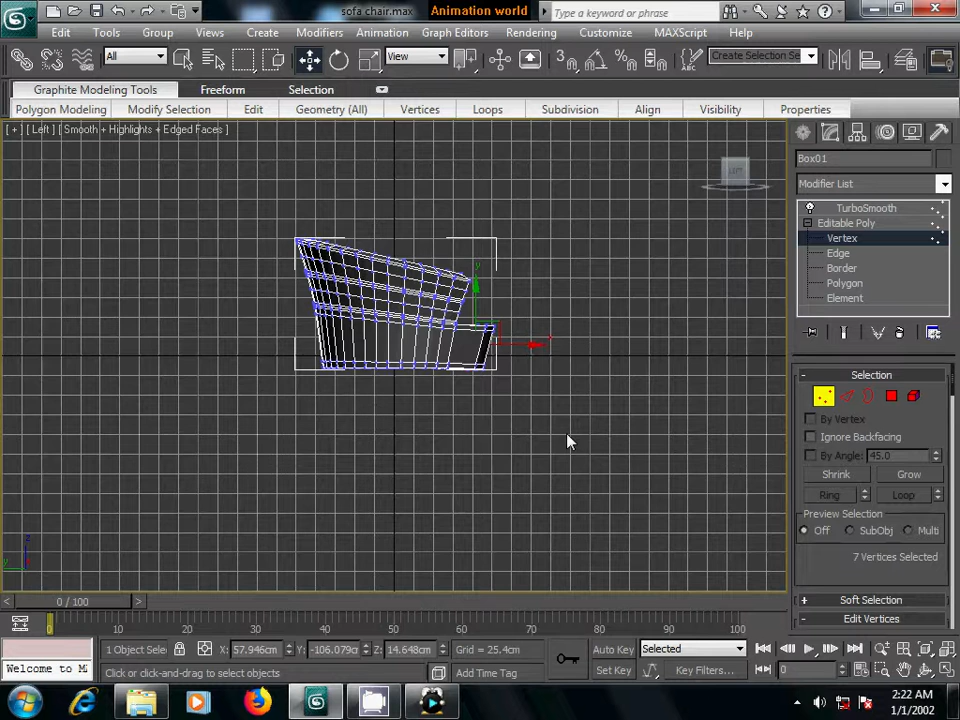 sofa chair.max
Animation world
Type a keyword or phrase
Edit Tools Group Views Create Modifiers Animation Graph Editors Rendering Customize MAXScript Help
All
View
3
Create Selection Se
Graphite Modeling Tools Freeform Selection
Polygon Modeling Modify Selection Edit Geometry (All) Vertices Loops Subdivision Align Visibility Properties
[ + ] [ Left ] [ Smooth + Highlights + Edged Faces ]
Box01
Modifier List
TurboSmooth
Editable Poly
Vertex
Edge
Border
Polygon
Element
- Selection
By Vertex
Ignore Backfacing
By Angle: 45.0
Shrink Grow
Ring Loop
Preview Selection
Off SubObj Multi
7 Vertices Selected
+ Soft Selection
- Edit Vertices
y
z
y
< 0 / 100 >
0 10 20 30 40 50 60 70 80 90 100
1 Object Sele X: 57.946cm Y: -106.079cm Z: 14.648cm Grid = 25.4cm Auto Key Selected
Welcome to M Click or click-and-drag to select objects Add Time Tag Set Key Key Filters... 0
2:22 AM
1/1/2002